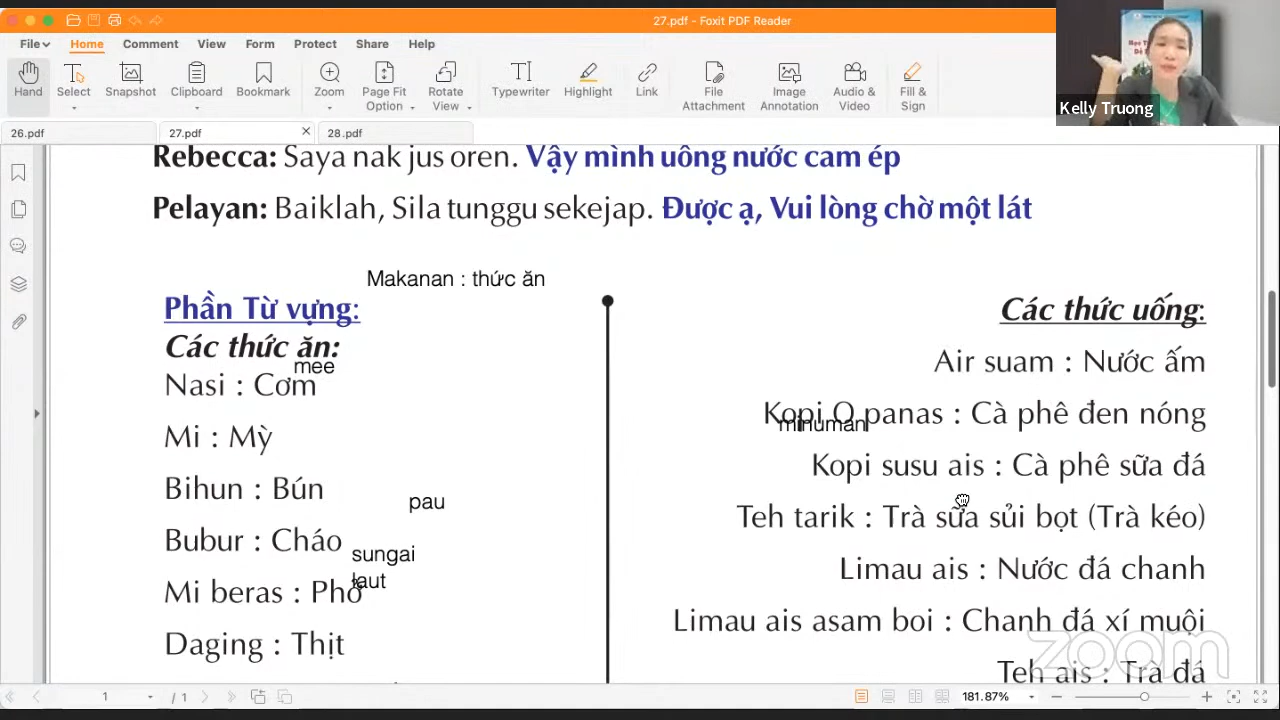 27.pdf - Foxit PDF Reader
File Home Comment View Form Protect Share Help
Hand Select Snapshot Clipboard Bookmark Zoom Page Fit Option Rotate View Typewriter Highlight Link File Attachment Image Annotation Audio & Video Fill & Sign
Kelly Truong
26.pdf 27.pdf 28.pdf
Rebecca: Saya nak jus oren. Vậy mình uông nước cam ép
Pelayan: Baiklah, Sila tunggu sekejap. Được ạ, Vui lòng chờ một lát
Makanan : thức ăn
Phần Từ vựng:
Các thức ăn:
mee
Nasi : Cơm
Mi : Mỳ
Bihun : Bún
pau
Bubur : Cháo
sungai
laut
Mi beras : Phở
Daging : Thịt
Các thức uống:
Air suam : Nước ấm
Kopi O panas : Cà phê đen nóng
minuman
Kopi susu ais : Cà phê sữa đá
Teh tarik : Trà sữa sủi bọt (Trà kéo)
Limau ais : Nước đá chanh
Limau ais asam boi : Chanh đá xí muội
Teh ais : Trà đá
zoom
1 / 1 181.87%